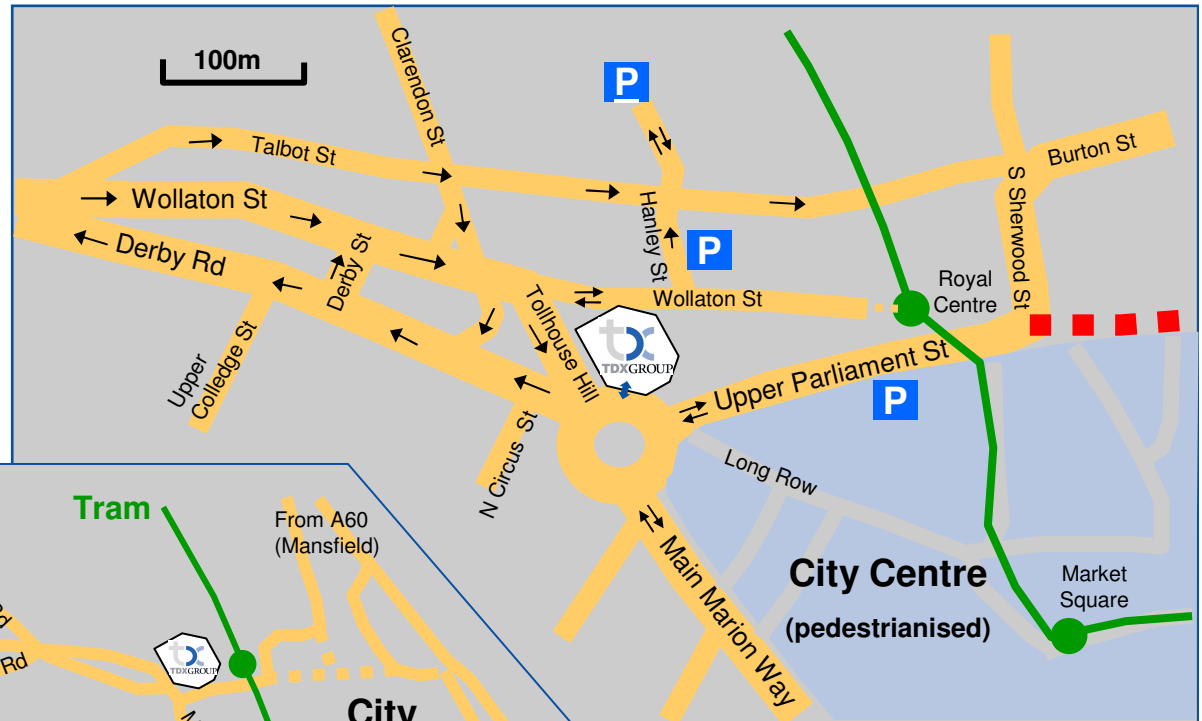 Clarendon St
100m
P
Talbot St
Burton St
Wollaton St
Hanley St
S Sherwood St
P
Derby Rd
Derby St
Royal
Centre
Wollaton St
Tollhouse Hill
tdx
TDXGROUP
Upper
Colledge St
Upper Parliament St
P
N Circus St
Long Row
Tram
From A60
(Mansfield)
Main Marion Way
City Centre
(pedestrianised)
Market
Square
Rd
tdx
TDXGROUP
City